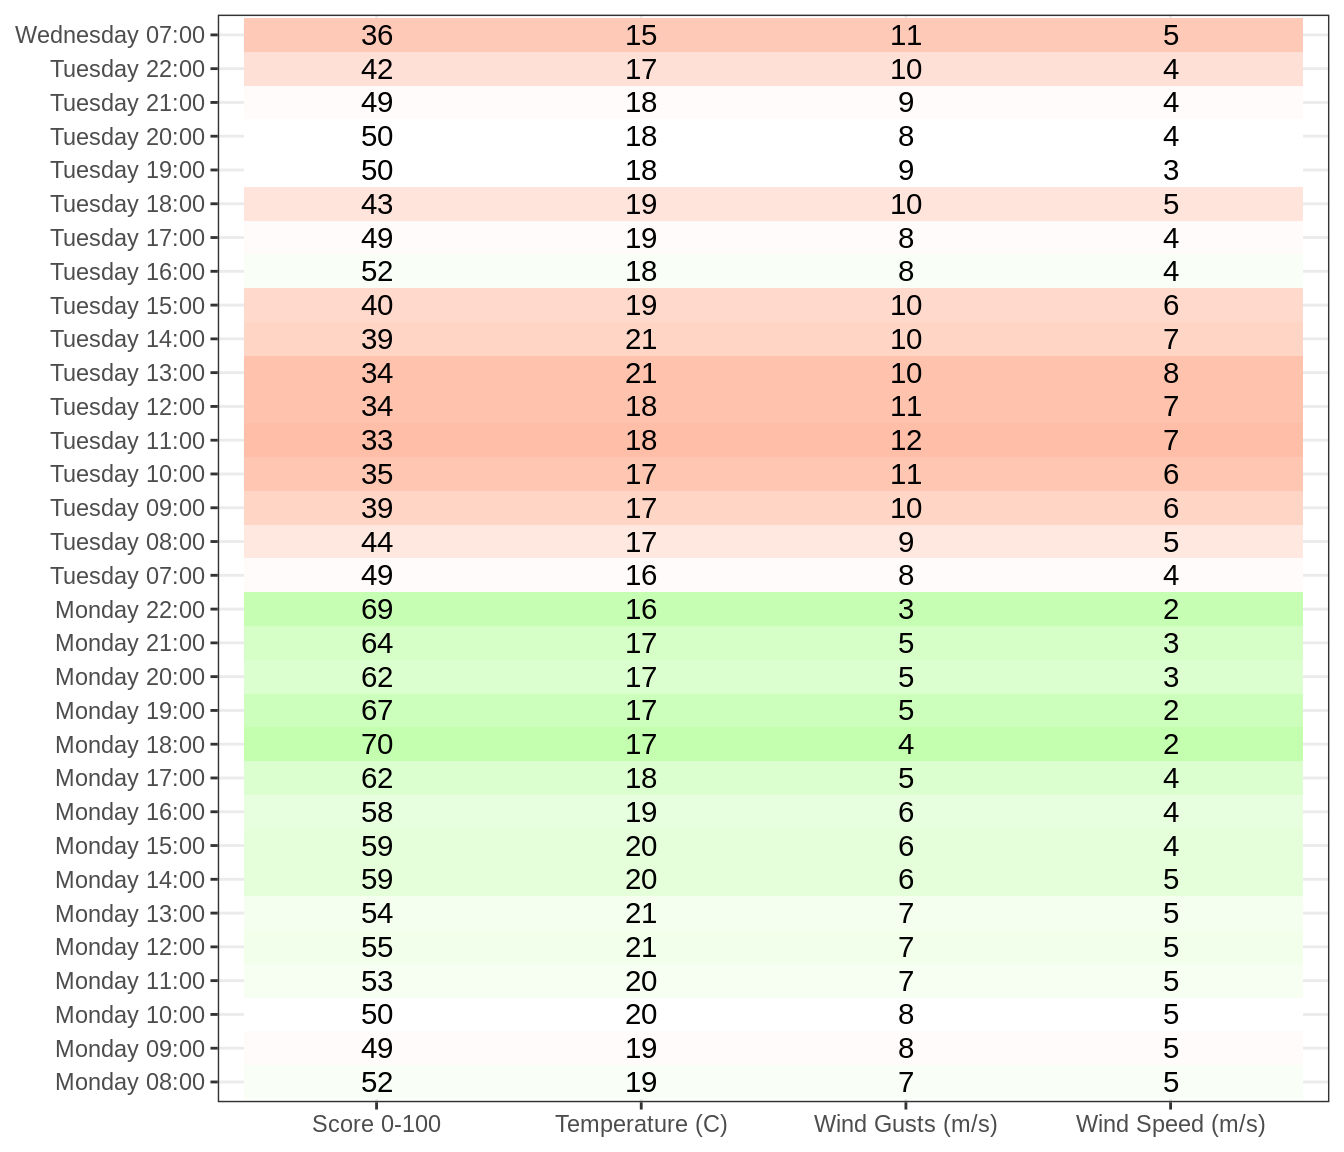 Wednesday 07:00 36 15 11 5
Tuesday 22:00 42 17 10 4
Tuesday 21:00 49 18 9 4
Tuesday 20:00 50 18 8 4
Tuesday 19:00 50 18 9 3
Tuesday 18:00 43 19 10 5
Tuesday 17:00 49 19 8 4
Tuesday 16:00 52 18 8 4
Tuesday 15:00 40 19 10 6
Tuesday 14:00 39 21 10 7
Tuesday 13:00 34 21 10 8
Tuesday 12:00 34 18 11 7
Tuesday 11:00 33 18 12 7
Tuesday 10:00 35 17 11 6
Tuesday 09:00 39 17 10 6
Tuesday 08:00 44 17 9 5
Tuesday 07:00 49 16 8 4
Monday 22:00 69 16 3 2
Monday 21:00 64 17 5 3
Monday 20:00 62 17 5 3
Monday 19:00 67 17 5 2
Monday 18:00 70 17 4 2
Monday 17:00 62 18 5 4
Monday 16:00 58 19 6 4
Monday 15:00 59 20 6 4
Monday 14:00 59 20 6 5
Monday 13:00 54 21 7 5
Monday 12:00 55 21 7 5
Monday 11:00 53 20 7 5
Monday 10:00 50 20 8 5
Monday 09:00 49 19 8 5
Monday 08:00 52 19 7 5
Score 0-100 Temperature (C) Wind Gusts (m/s) Wind Speed (m/s)